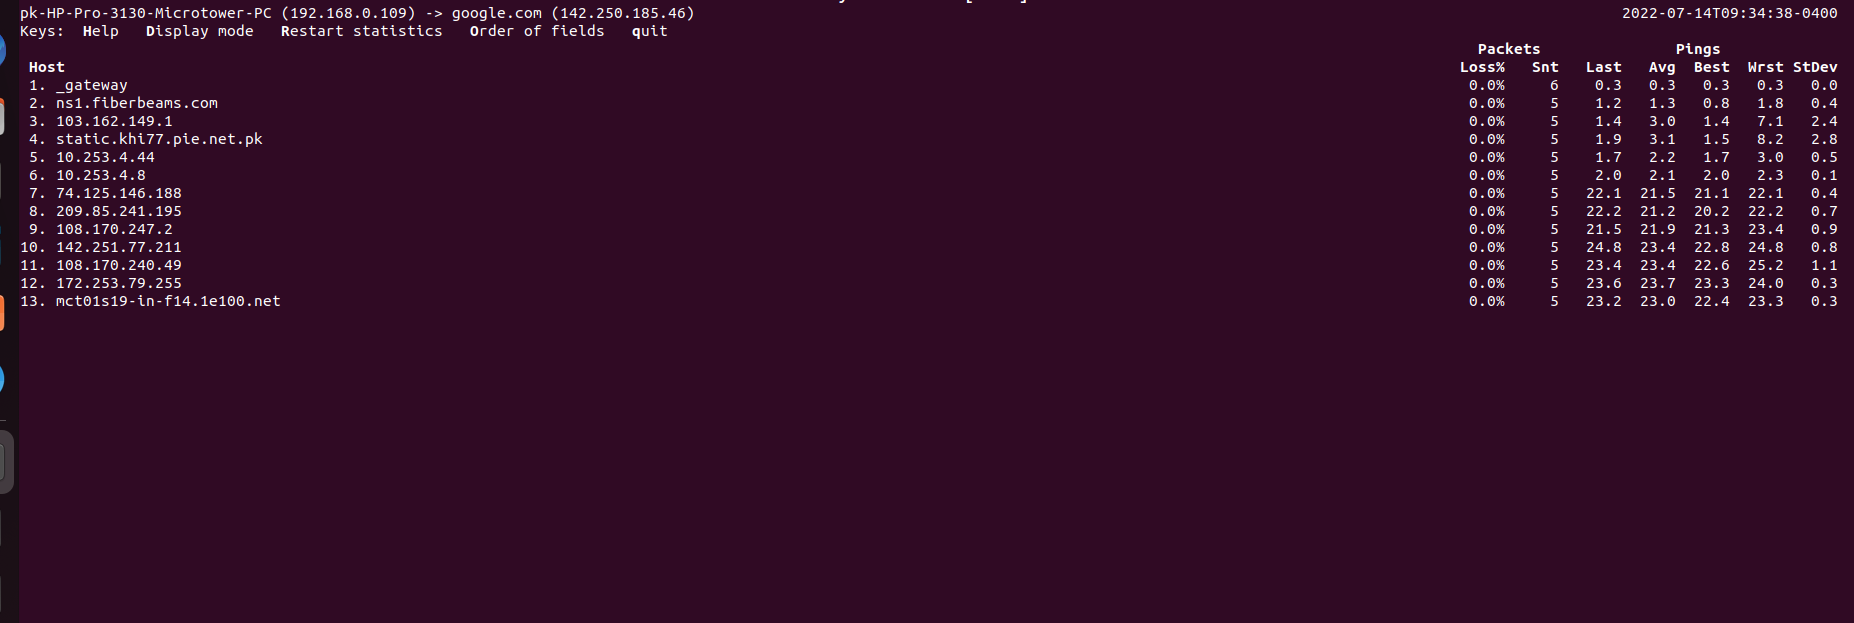 pk-HP-Pro-3130-Microtower-PC (192.168.0.109) -> google.com (142.250.185.46) 2022-07-14T09:34:38-0400
Keys: Help Display mode Restart statistics Order of fields quit
Packets Pings
Host Loss% Snt Last Avg Best Wrst StDev
1. _gateway 0.0% 6 0.3 0.3 0.3 0.3 0.0
2. ns1.fiberbeams.com 0.0% 5 1.2 1.3 0.8 1.8 0.4
3. 103.162.149.1 0.0% 5 1.4 3.0 1.4 7.1 2.4
4. static.khi77.pie.net.pk 0.0% 5 1.9 3.1 1.5 8.2 2.8
5. 10.253.4.44 0.0% 5 1.7 2.2 1.7 3.0 0.5
6. 10.253.4.8 0.0% 5 2.0 2.1 2.0 2.3 0.1
7. 74.125.146.188 0.0% 5 22.1 21.5 21.1 22.1 0.4
8. 209.85.241.195 0.0% 5 22.2 21.2 20.2 22.2 0.7
9. 108.170.247.2 0.0% 5 21.5 21.9 21.3 23.4 0.9
10. 142.251.77.211 0.0% 5 24.8 23.4 22.8 24.8 0.8
11. 108.170.240.49 0.0% 5 23.4 23.4 22.6 25.2 1.1
12. 172.253.79.255 0.0% 5 23.6 23.7 23.3 24.0 0.3
13. mct01s19-in-f14.1e100.net 0.0% 5 23.2 23.0 22.4 23.3 0.3